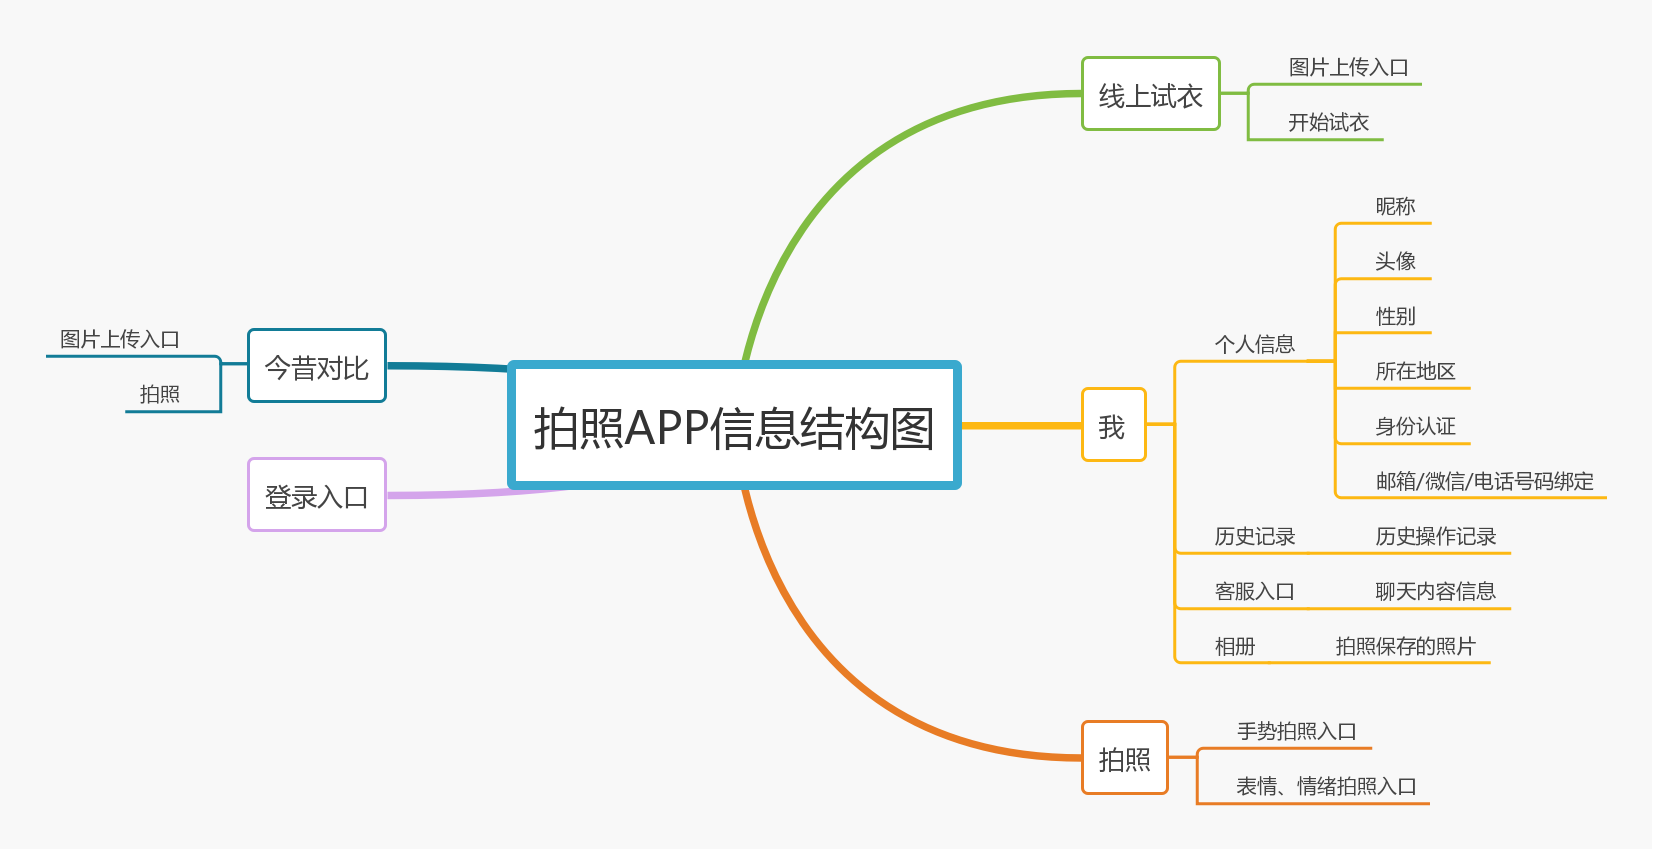 拍照APP信息结构图
线上试衣
图片上传入口
开始试衣
我
个人信息
昵称
头像
性别
所在地区
身份认证
邮箱/微信/电话号码绑定
历史记录
历史操作记录
客服入口
聊天内容信息
相册
拍照保存的照片
拍照
手势拍照入口
表情、情绪拍照入口
今昔对比
图片上传入口
拍照
登录入口